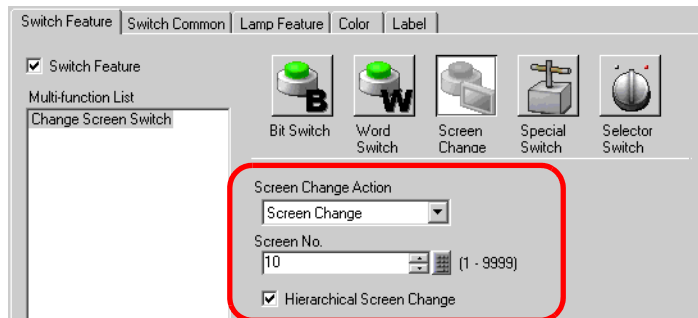 Switch Feature Switch Common Lamp Feature Color Label
Switch Feature
Multi-function List
Change Screen Switch
B
W
Bit Switch
Word Switch
Screen Change
Special Switch
Selector Switch
Screen Change Action
Screen Change
Screen No.
10 (1 - 9999)
Hierarchical Screen Change